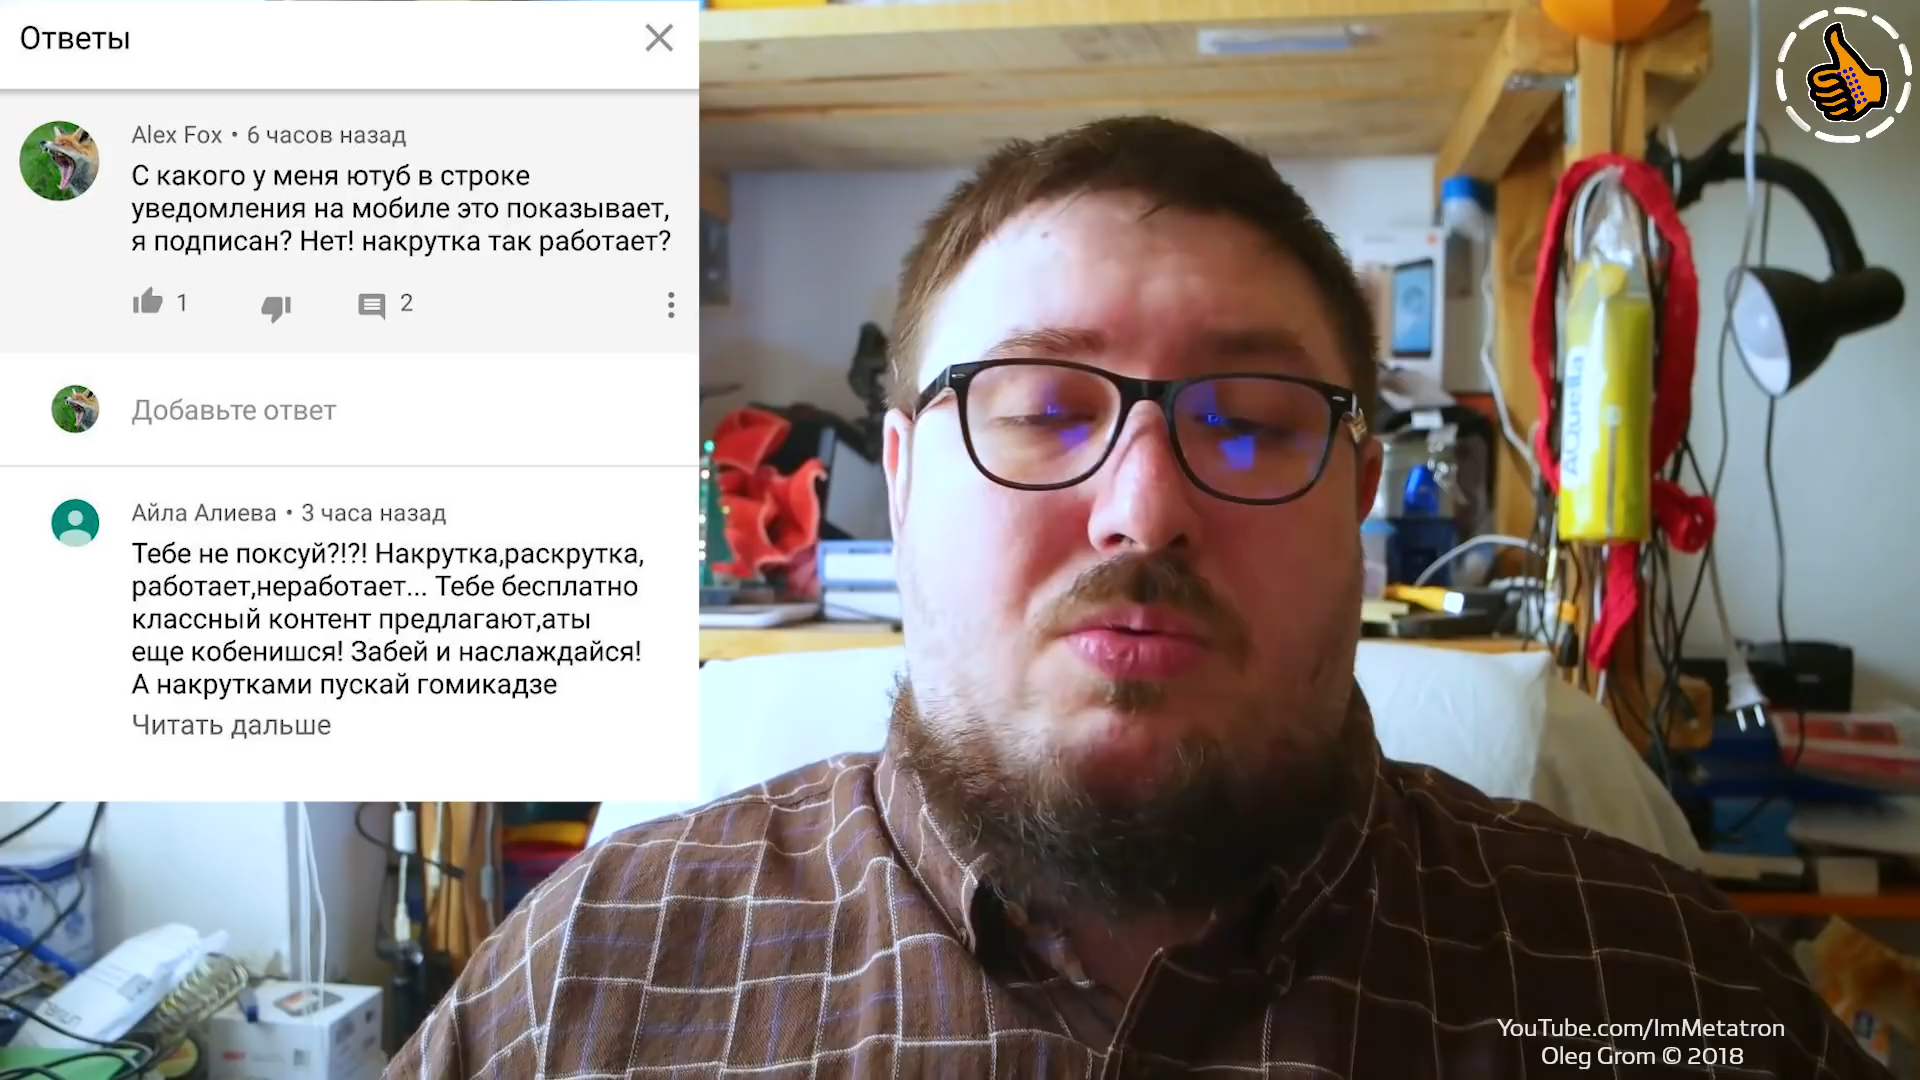 Ответы
Alex Fox • 6 часов назад
С какого у меня ютуб в строке
уведомления на мобиле это показывает,
я подписан? Нет! накрутка так работает?
1
2
Добавьте ответ
Айла Алиева • 3 часа назад
Тебе не поксуй?!?! Накрутка,раскрутка,
работает,неработает... Тебе бесплатно
классный контент предлагают,аты
еще кобенишся! Забей и наслаждайся!
А накрутками пускай гомикадзе
Читать дальше
AQuella
YouTube.com/ImMetatron
Oleg Grom © 2018